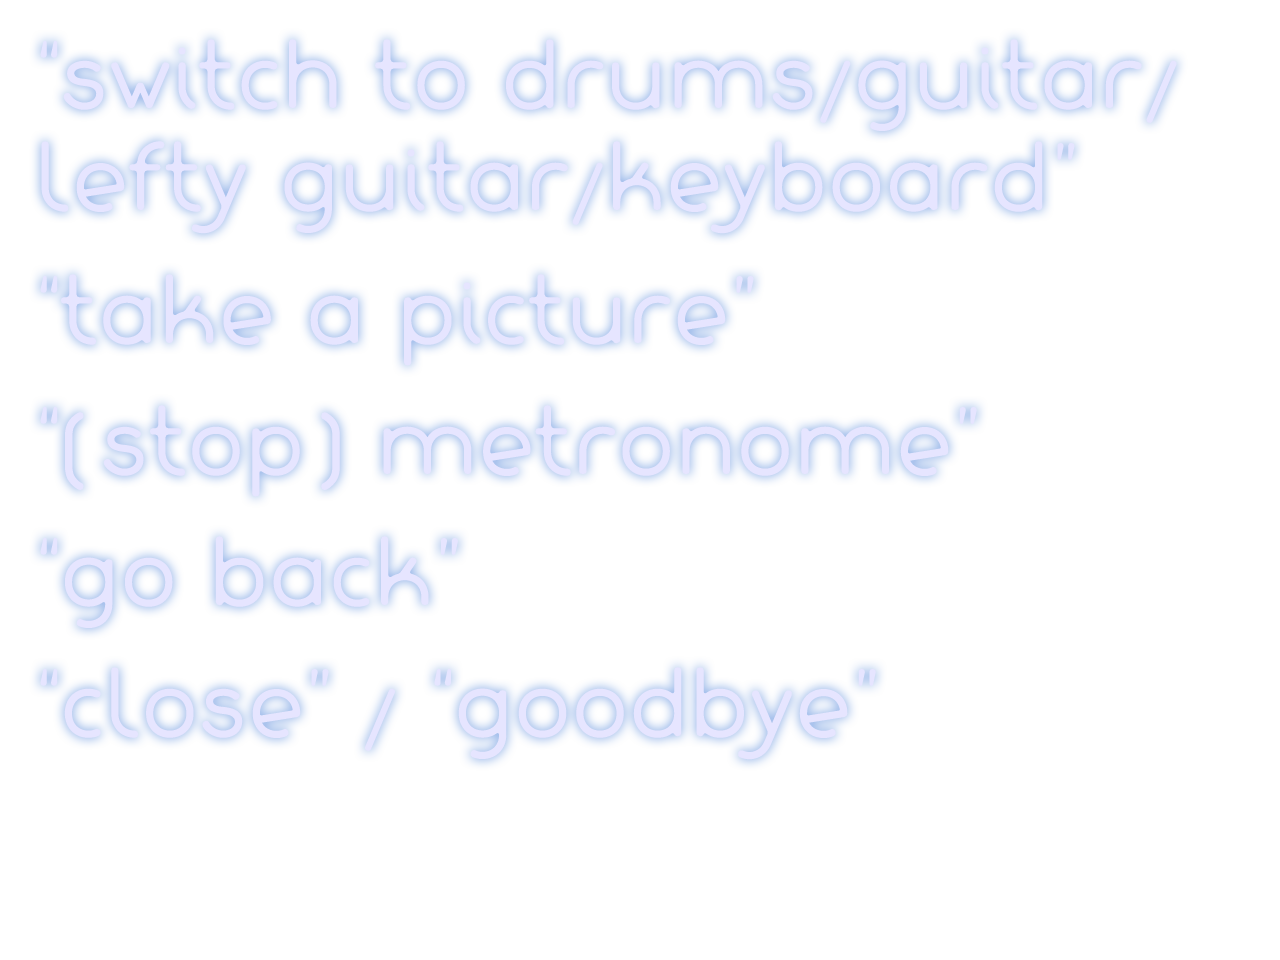 "switch to drums/guitar/
lefty guitar/keyboard"
"take a picture"
"(stop) metronome"
"go back"
"close" / "goodbye"